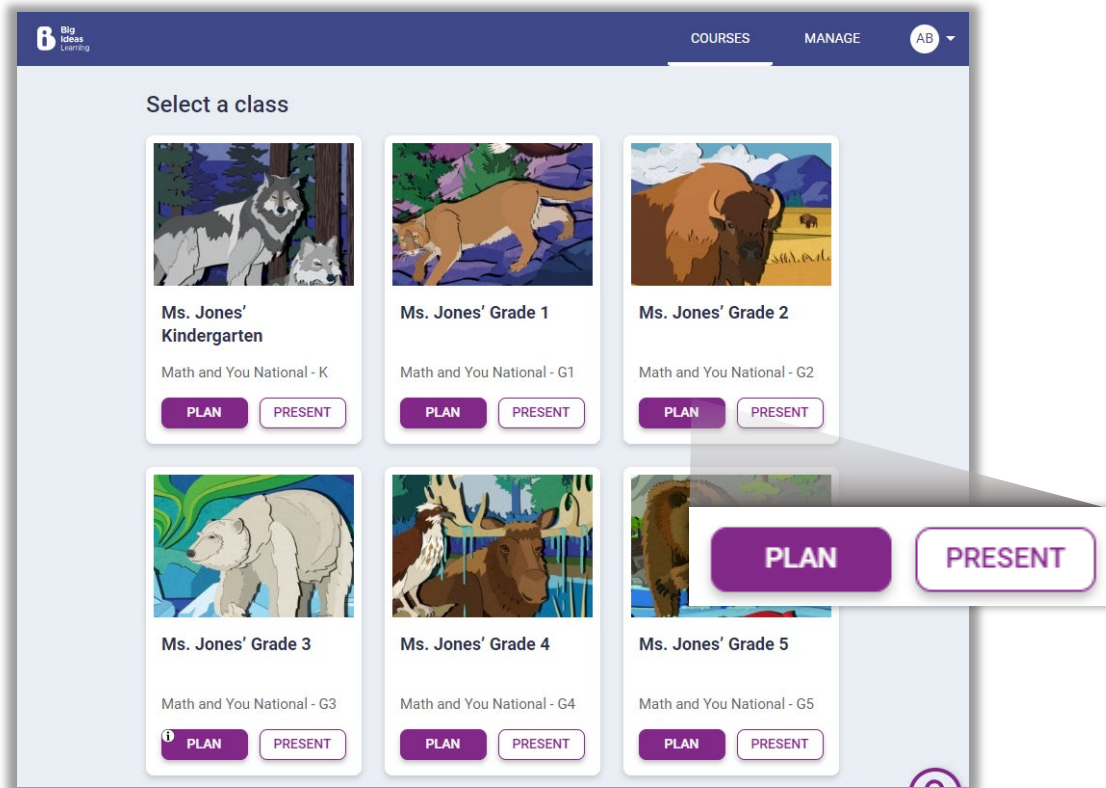 Big
Ideas
Learning
COURSES
MANAGE
AB
Select a class
Ms. Jones'
Kindergarten
Math and You National - K
PLAN
PRESENT
Ms. Jones' Grade 1
Math and You National - G1
PLAN
PRESENT
Ms. Jones' Grade 2
Math and You National - G2
PLAN
PRESENT
Ms. Jones' Grade 3
Math and You National - G3
i
PLAN
PRESENT
Ms. Jones' Grade 4
Math and You National - G4
PLAN
PRESENT
Ms. Jones' Grade 5
Math and You National - G5
PLAN
PRESENT
PLAN
PRESENT